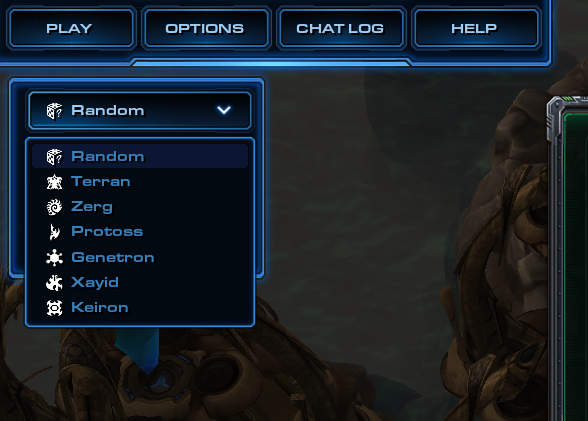 PLAY OPTIONS CHAT LOG HELP
Random
Random
Terran
Zerg
Protoss
Genetron
Xayid
Keiron